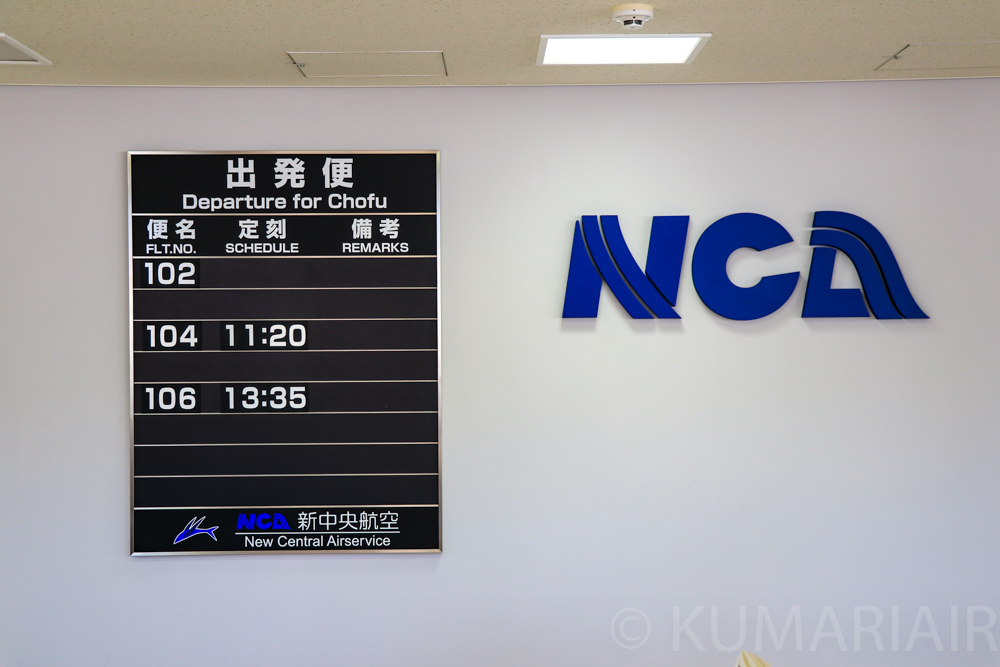 出発便
Departure for Chofu
便名 定刻 備考
FLT.NO. SCHEDULE REMARKS
102
104 11:20
106 13:35
NCA 新中央航空
New Central Airservice
NCA
© KUMARIAIR